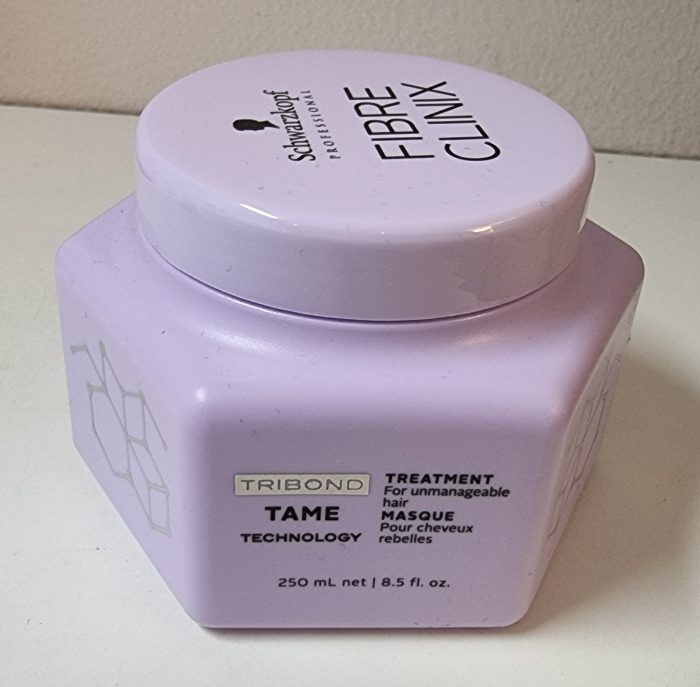 Schwarzkopf
PROFESSIONAL
FIBRE
CLINIX
TRIBOND
TAME
TECHNOLOGY
TREATMENT
For unmanageable
hair
MASQUE
Pour cheveux
rebelles
250 mL net | 8.5 fl. oz.